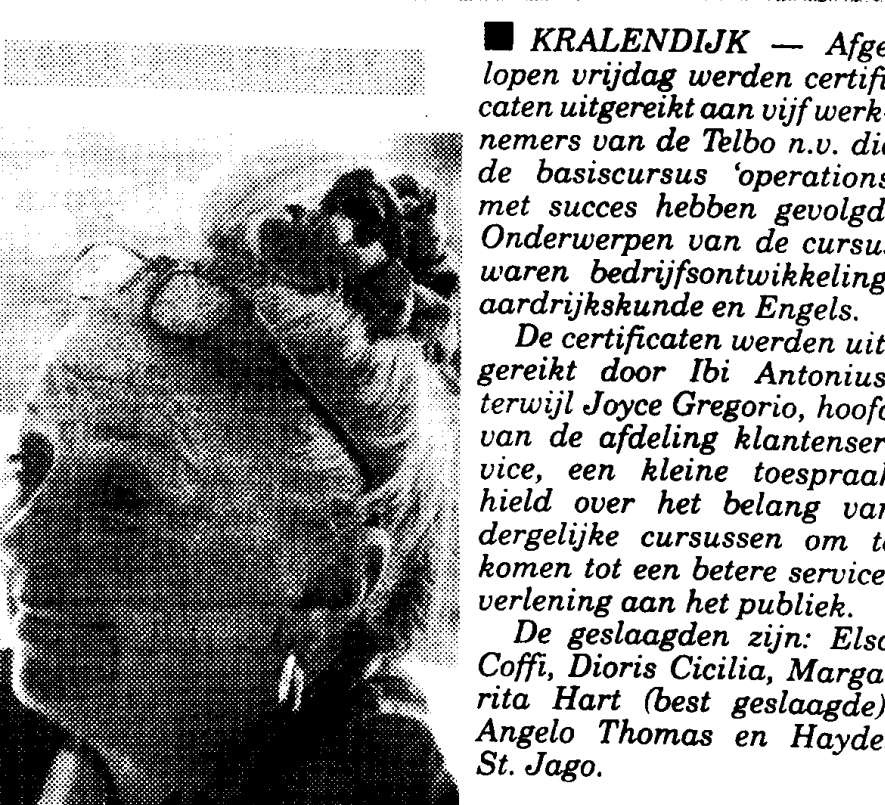 ■ KRALENDIJK — Afge
lopen vrijdag werden certifi
caten uitgereikt aan vijf werk-
nemers van de Telbo n.v. die
de basiscursus ‘operations
met succes hebben gevolgd.
Onderwerpen van de cursus
waren bedrijfsontwikkeling,
aardrijkskunde en Engels.
De certificaten werden uit-
gereikt door Ibi Antonius,
terwijl Joyce Gregorio, hoofd
van de afdeling klantenser-
vice, een kleine toespraak
hield over het belang van
dergelijke cursussen om te
komen tot een betere service-
verlening aan het publiek.
De geslaagden zijn: Elsa
Coffi, Dioris Cicilia, Marga-
rita Hart (best geslaagde),
Angelo Thomas en Hayde
St. Jago.